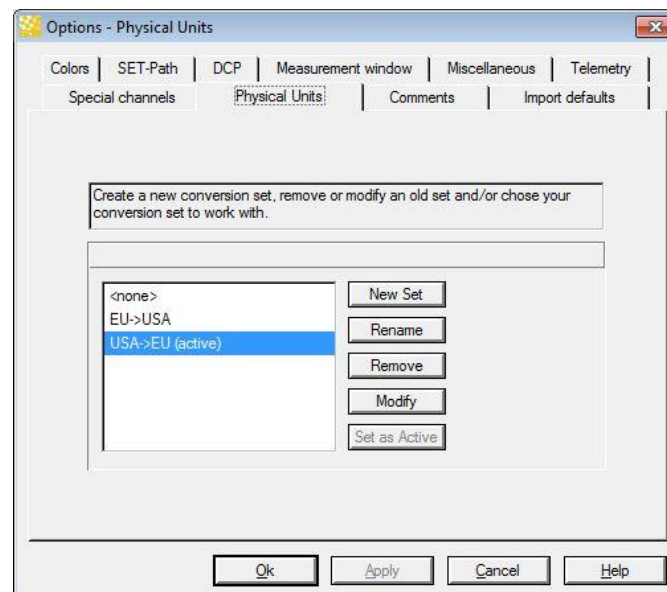 Options - Physical Units
Colors SET-Path DCP Measurement window Miscellaneous Telemetry
Special channels Physical Units Comments Import defaults
Create a new conversion set, remove or modify an old set and/or chose your
conversion set to work with.
<none>
EU->USA
USA->EU (active)
New Set
Rename
Remove
Modify
Set as Active
Ok Apply Cancel Help